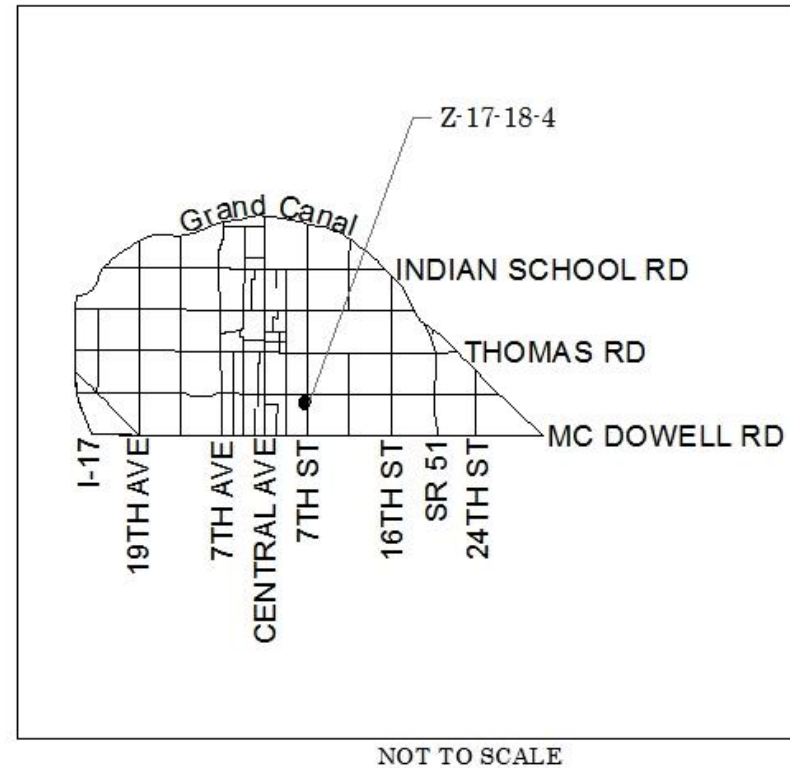 Z-17-18-4
Grand Canal
INDIAN SCHOOL RD
THOMAS RD
MC DOWELL RD
I-17
19TH AVE
7TH AVE
CENTRAL AVE
7TH ST
16TH ST
SR 51
24TH ST
NOT TO SCALE